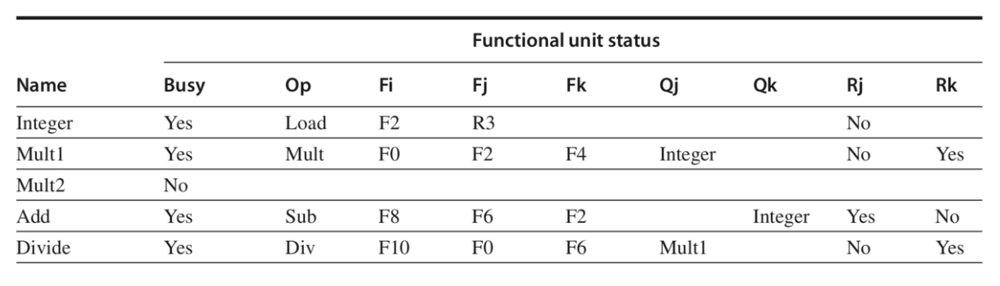 Functional unit status
Name Busy Op Fi Fj Fk Qj Qk Rj Rk
Integer Yes Load F2 R3 No
Mult1 Yes Mult F0 F2 F4 Integer No Yes
Mult2 No
Add Yes Sub F8 F6 F2 Integer Yes No
Divide Yes Div F10 F0 F6 Mult1 No Yes